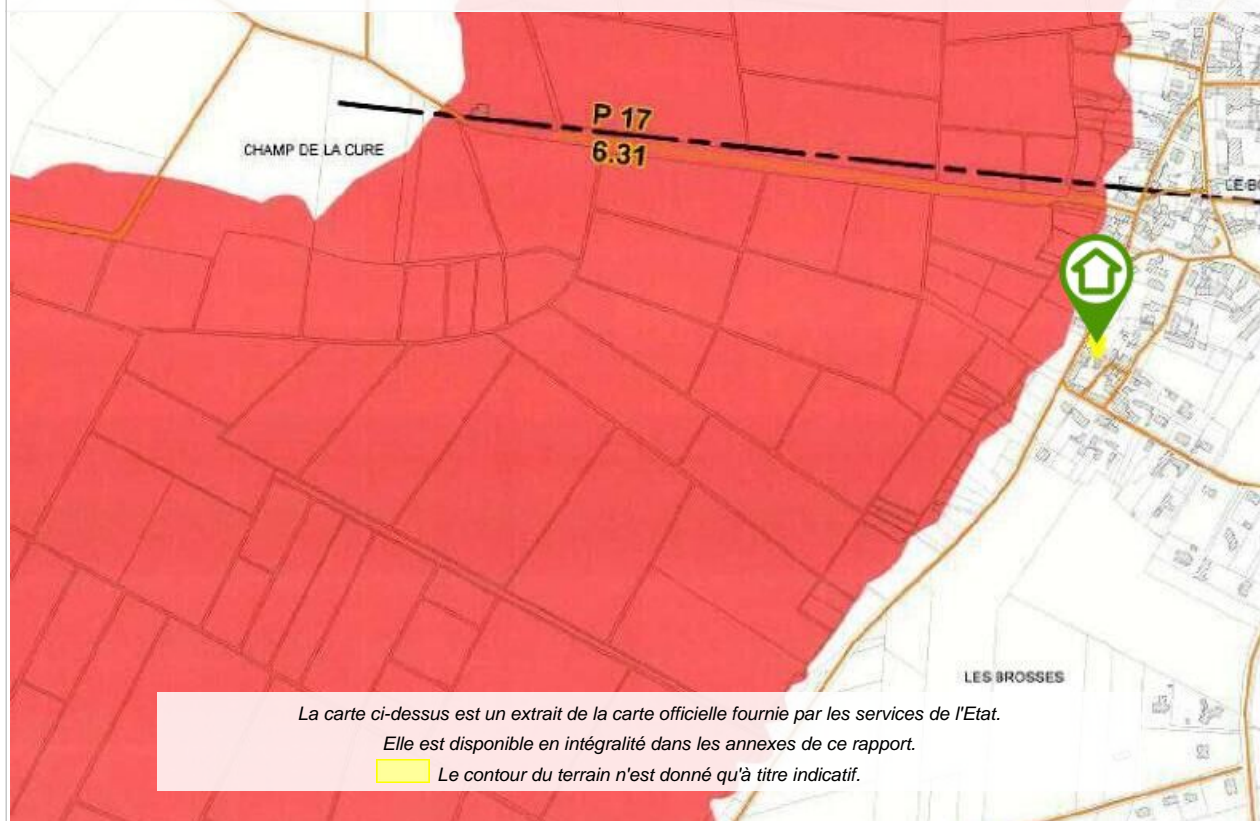 P 17
6.31
CHAMP DE LA CURE
LES BROSSES
La carte ci-dessus est un extrait de la carte officielle fournie par les services de l'Etat.
Elle est disponible en intégralité dans les annexes de ce rapport.
Le contour du terrain n'est donné qu'à titre indicatif.